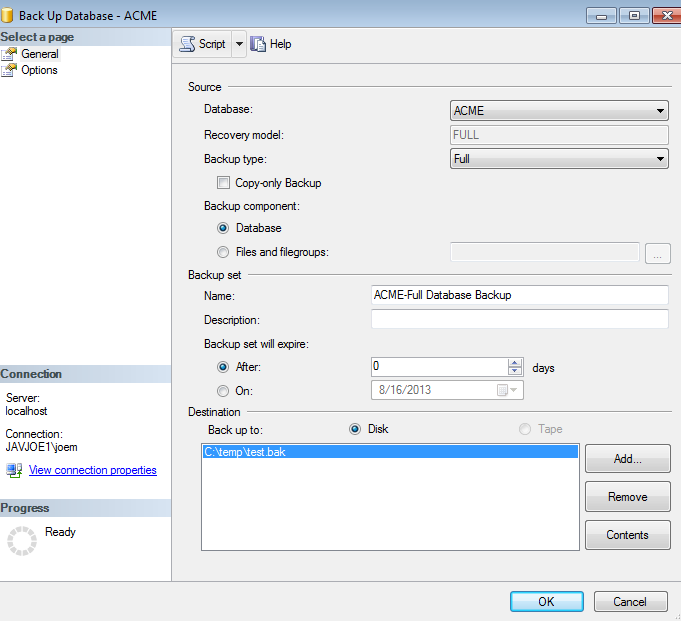 Back Up Database - ACME
Select a page
General
Options
Script
Help
Source
Database:
ACME
Recovery model:
FULL
Backup type:
Full
Copy-only Backup
Backup component:
Database
Files and filegroups:
...
Backup set
Name:
ACME-Full Database Backup
Description:
Backup set will expire:
After:
0
days
On:
8/16/2013
Destination
Back up to:
Disk
Tape
C:\temp\test.bak
Add...
Remove
Contents
Connection
Server:
localhost
Connection:
JAVJOE1\joem
View connection properties
Progress
Ready
OK
Cancel